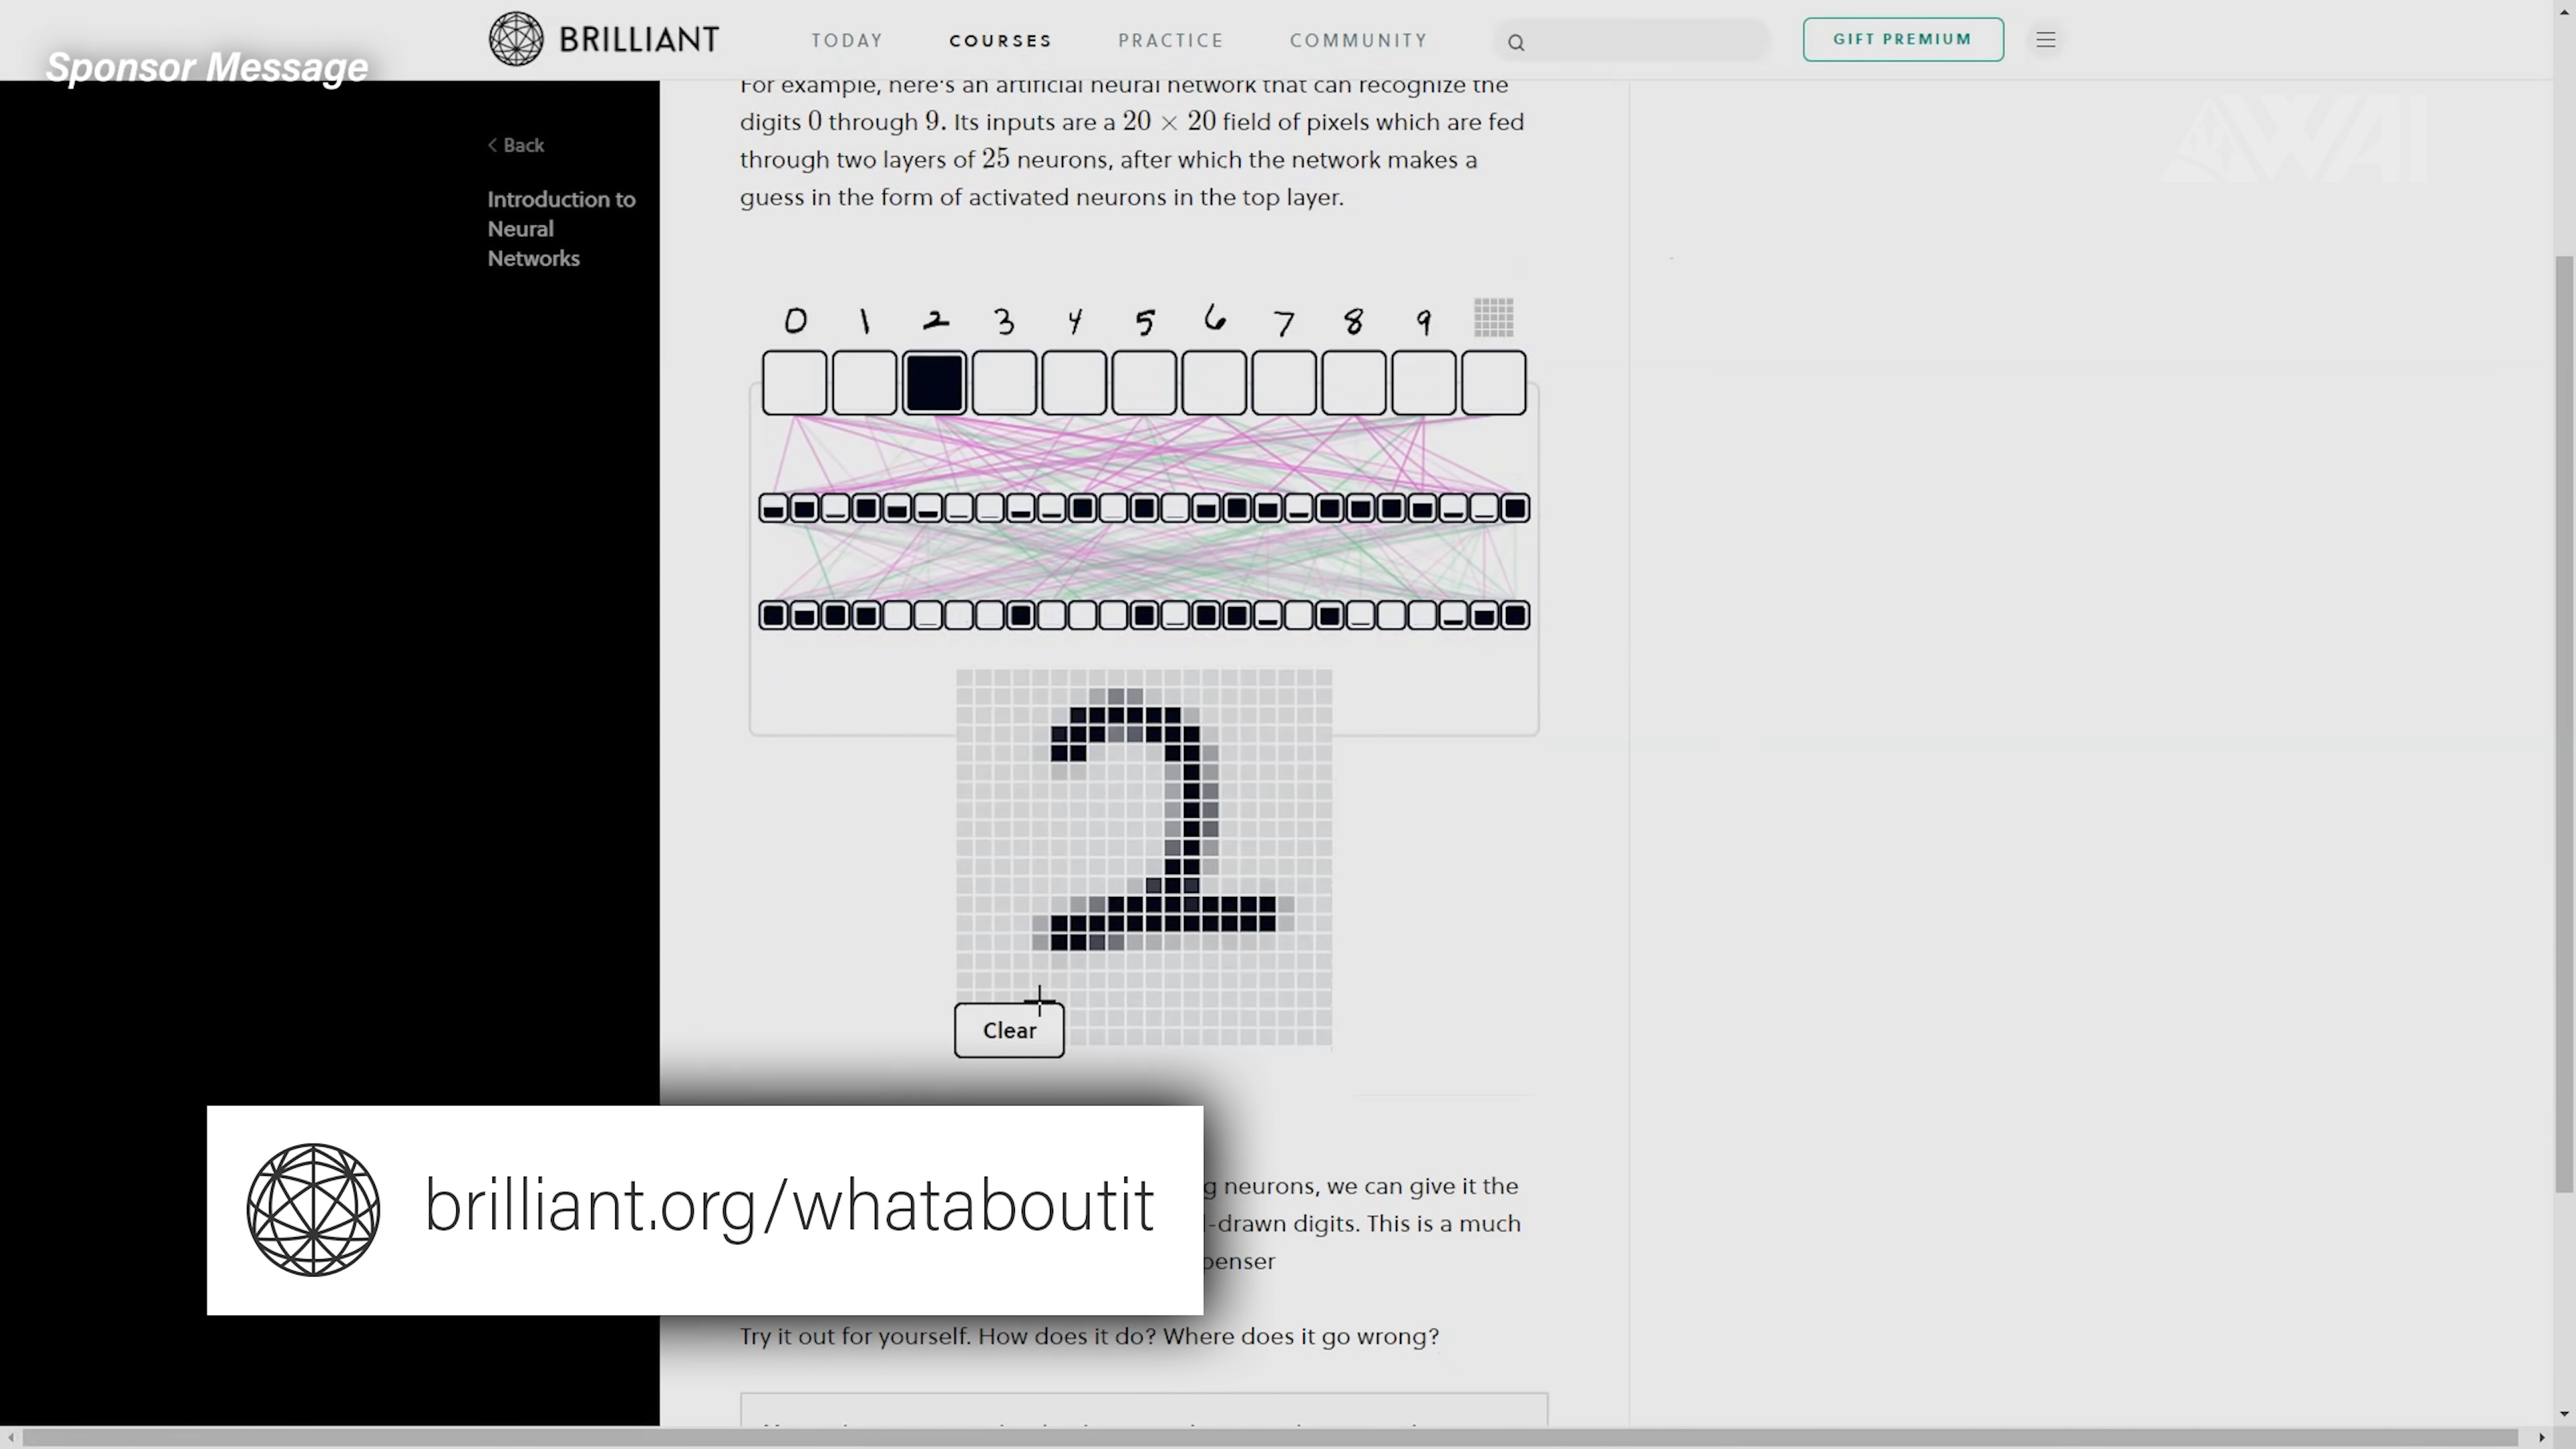 Sponsor Message
BRILLIANT
TODAY
COURSES
PRACTICE
COMMUNITY
GIFT PREMIUM
WAI
< Back
Introduction to
Neural
Networks
For example, here's an artificial neural network that can recognize the
digits 0 through 9. Its inputs are a 20 × 20 field of pixels which are fed
through two layers of 25 neurons, after which the network makes a
guess in the form of activated neurons in the top layer.
0 1 2 3 4 5 6 7 8 9
2
Clear
neurons, we can give it the
-drawn digits. This is a much
brilliant.org/whataboutit
Try it out for yourself. How does it do? Where does it go wrong?